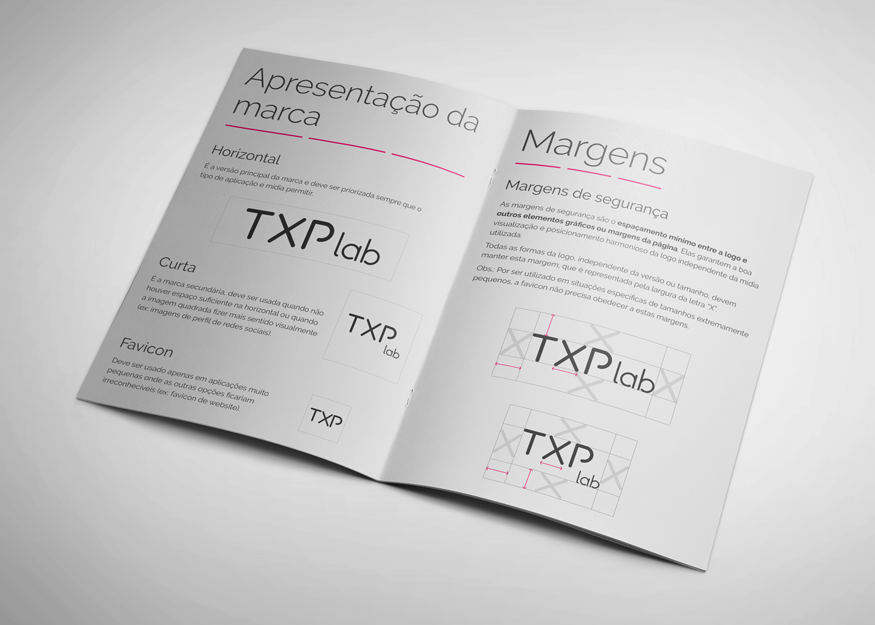 Apresentação da
marca
Horizontal
É a versão principal da marca e deve ser priorizada sempre que o
tipo de aplicação e mídia permitir.
TXP lab
Curta
É a marca secundária, deve ser usada quando não
houver espaço suficiente na horizontal ou quando
a imagem quadrada fizer mais sentido visualmente
(ex: imagens de perfil de redes sociais).
TXP
lab
Favicon
Deve ser usado apenas em aplicações muito
pequenas onde as outras opções ficariam
irreconhecíveis (ex: favicon de website).
TXP
Margens
Margens de segurança
As margens de segurança são o espaçamento mínimo entre a logo e
outros elementos gráficos ou margens da página. Elas garantem a boa
visualização e posicionamento harmonioso da logo independente da mídia
utilizada.
Todas as formas da logo, independente da versão ou tamanho, devem
manter esta margem, que é representada pela largura da letra "X".
Obs.: Por ser utilizado em situações específicas de tamanhos extremamente
pequenos, a favicon não precisa obedecer a estas margens.
X
X
TXP lab
X
X
X
X
TXP
lab
X
X